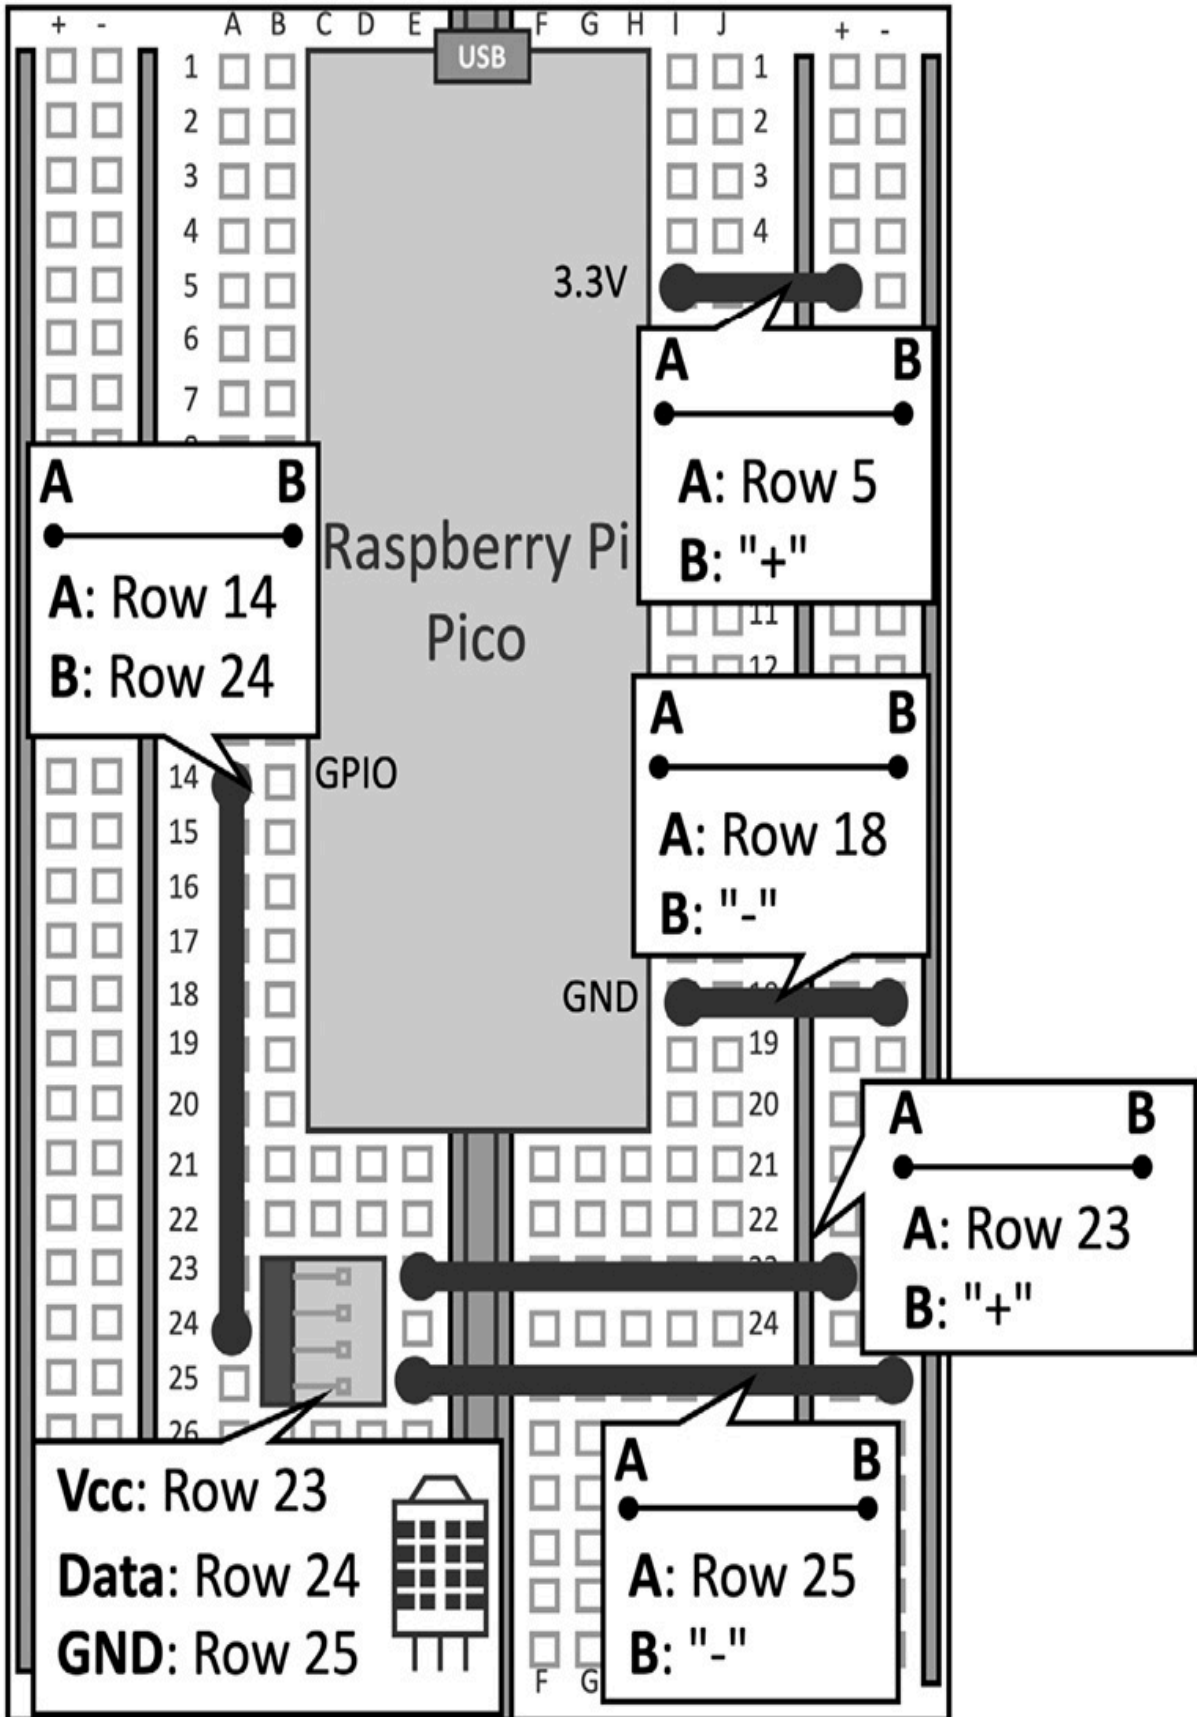 + - A B C D E F G H I J + -
USB
1 1
2 2
3 3
4 4
3.3V
5
6
7
A B
A: Row 5
B: "+"
A B
A: Row 14
B: Row 24
Raspberry Pi
Pico
11
12
A B
A: Row 18
B: "-"
14 GPIO
15
16
17
18 GND
19 19
20 20
21 21
22 22
A B
A: Row 23
B: "+"
23
24 24
25
26
Vcc: Row 23
Data: Row 24
GND: Row 25
A B
A: Row 25
B: "-"
F G